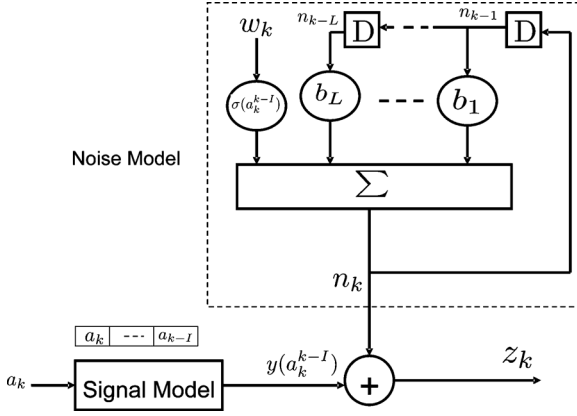 w_k
n_{k-L}
D
n_{k-1}
D
σ(a_k^{k-I})
b_L
b_1
Noise Model
Σ
n_k
a_k
a_{k-I}
a_k
Signal Model
y(a_k^{k-I})
+
z_k